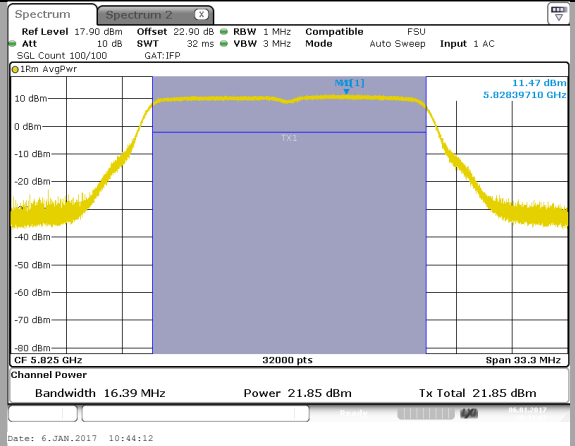 Spectrum Spectrum 2 X
Ref Level 17.90 dBm Offset 22.90 dB RBW 1 MHz Compatible FSU
Att 10 dB SWT 32 ms VBW 3 MHz Mode Auto Sweep Input 1 AC
SGL Count 100/100 GAT:IFP
1Rm AvgPwr
M1[1] 11.47 dBm
5.82839710 GHz
10 dBm
0 dBm
TX1
-10 dBm
-20 dBm
-30 dBm
-40 dBm
-50 dBm
-60 dBm
-70 dBm
-80 dBm
CF 5.825 GHz 32000 pts Span 33.3 MHz
Channel Power
Bandwidth 16.39 MHz Power 21.85 dBm Tx Total 21.85 dBm
Ready 06.01.2017
Date: 6.JAN.2017 10:44:12